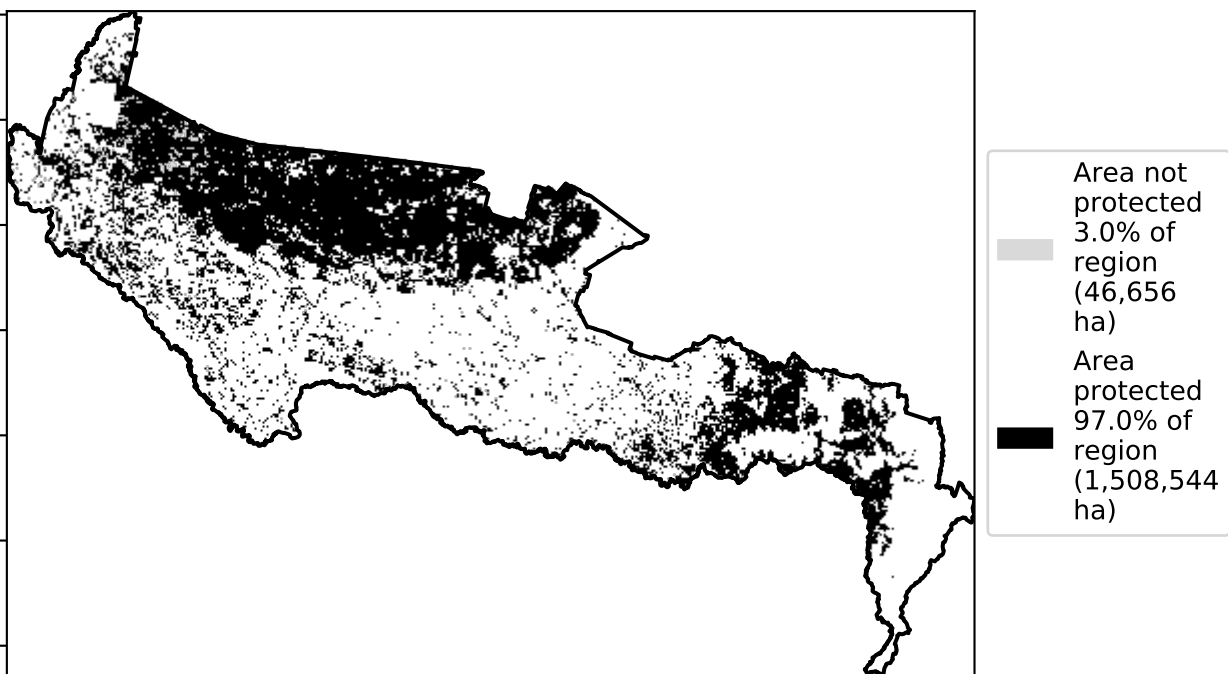 Area not
protected
3.0% of
region
(46,656
ha)
Area
protected
97.0% of
region
(1,508,544
ha)